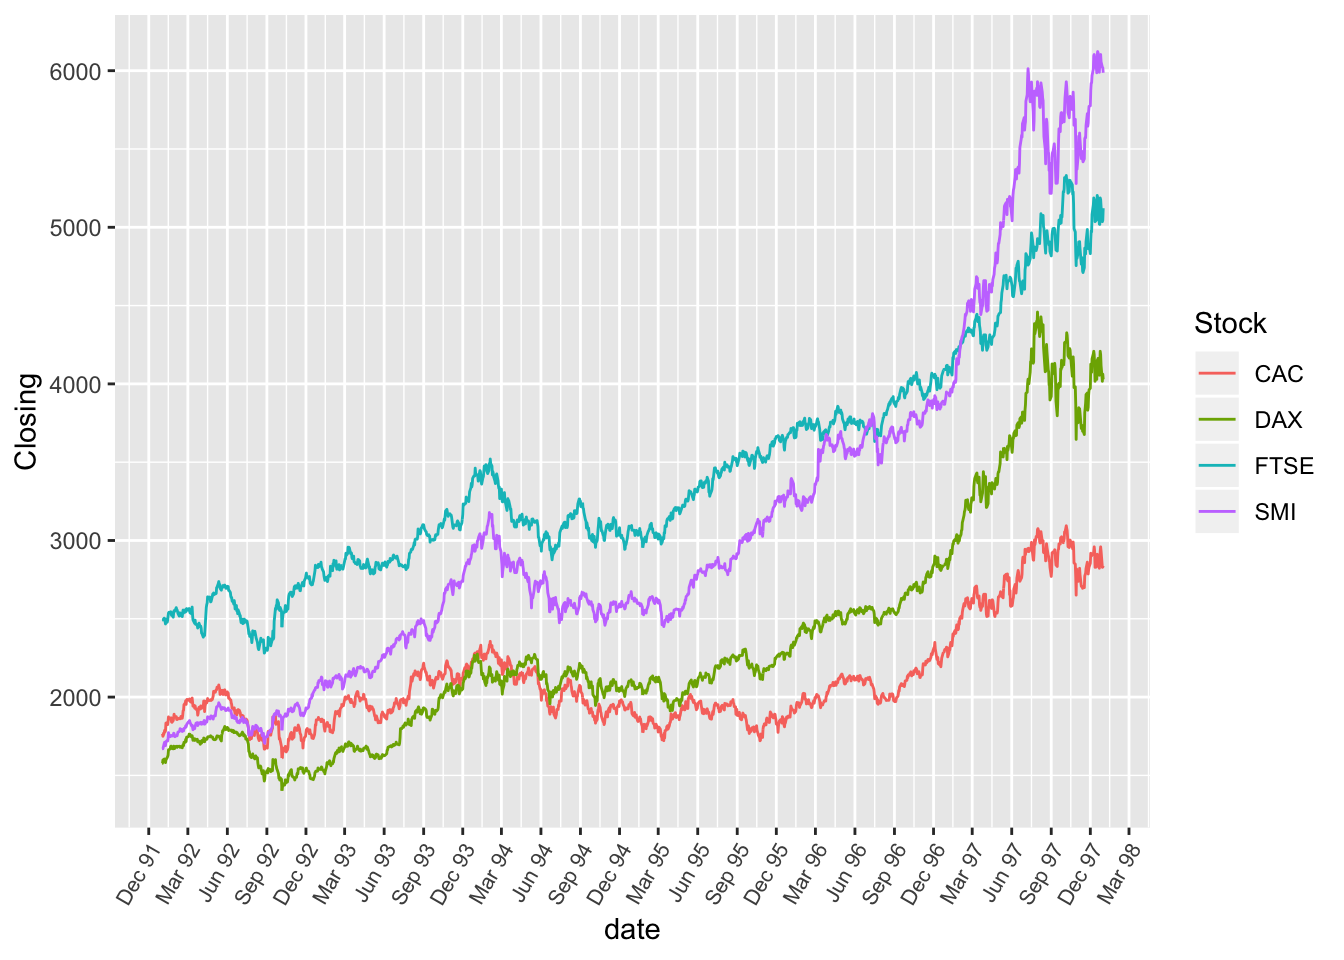 6000
5000
4000
3000
2000
Closing
Dec 91
Mar 92
Jun 92
Sep 92
Dec 92
Mar 93
Jun 93
Sep 93
Dec 93
Mar 94
Jun 94
Sep 94
Dec 94
Mar 95
Jun 95
Sep 95
Dec 95
Mar 96
Jun 96
Sep 96
Dec 96
Mar 97
Jun 97
Sep 97
Dec 97
Mar 98
date
Stock
CAC
DAX
FTSE
SMI